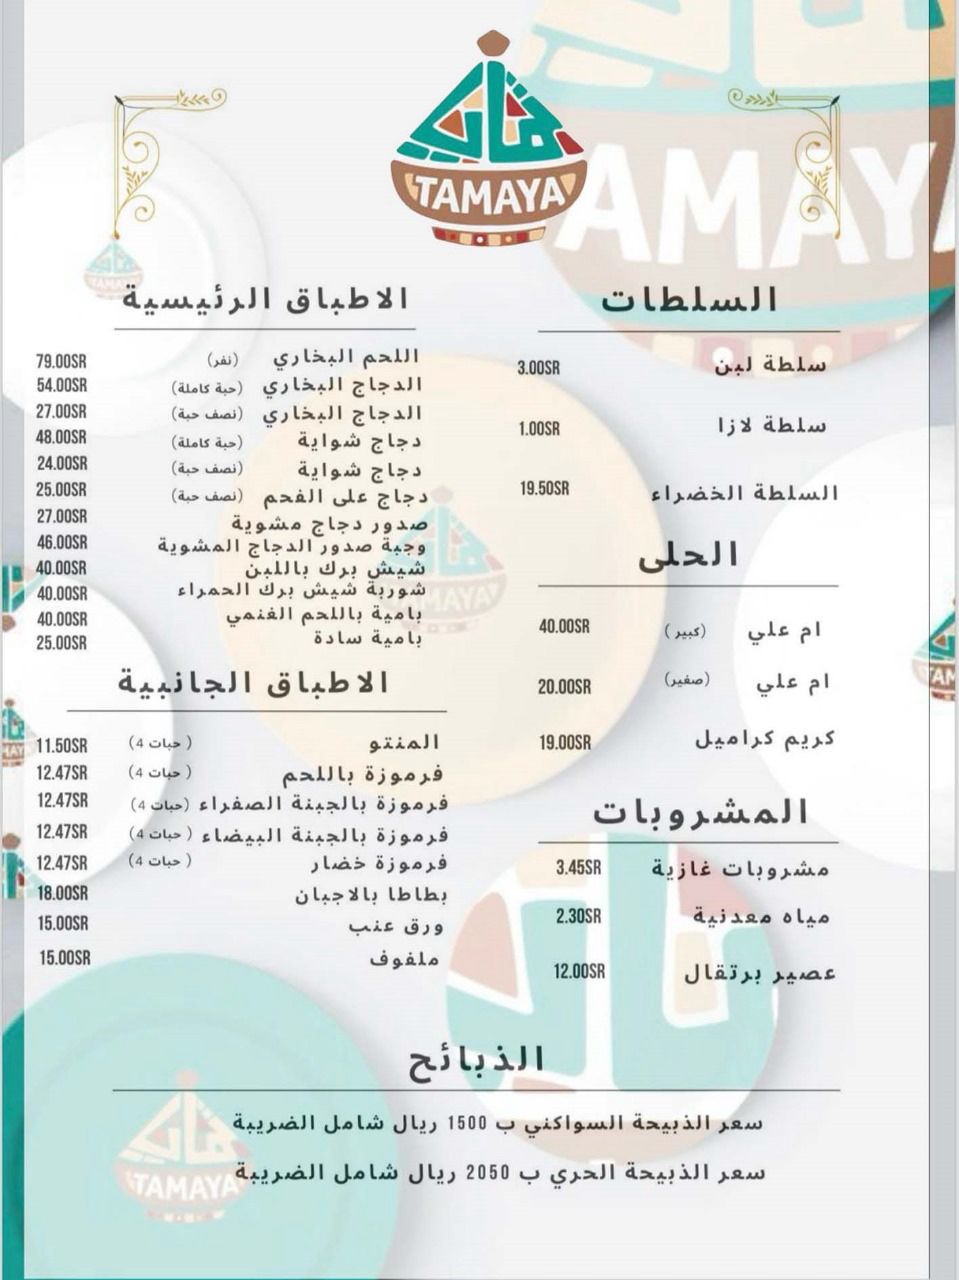 تمايا
TAMAYA
السلطات
سلطة لبن 3.00SR
سلطة لازا 1.00SR
السلطة الخضراء 19.50SR
الحلى
ام علي (كبير) 40.00SR
ام علي (صغير) 20.00SR
كريم كراميل 19.00SR
المشروبات
مشروبات غازية 3.45SR
مياه معدنية 2.30SR
عصير برتقال 12.00SR
الاطباق الرئيسية
اللحم البخاري (نفر) 79.00SR
الدجاج البخاري (حبة كاملة) 54.00SR
الدجاج البخاري (نصف حبة) 27.00SR
دجاج شواية (حبة كاملة) 48.00SR
دجاج شواية (نصف حبة) 24.00SR
دجاج على الفحم (نصف حبة) 25.00SR
صدور دجاج مشوية 27.00SR
وجبة صدور الدجاج المشوية 46.00SR
شيش برك باللبن 40.00SR
شوربة شيش برك الحمراء 40.00SR
بامية باللحم الغنمي 40.00SR
بامية سادة 25.00SR
الاطباق الجانبية
المنتو (4 حبات) 11.50SR
فرموزة باللحم (4 حبات) 12.47SR
فرموزة بالجبنة الصفراء (4 حبات) 12.47SR
فرموزة بالجبنة البيضاء (4 حبات) 12.47SR
فرموزة خضار (4 حبات) 12.47SR
بطاطا بالاجبان 18.00SR
ورق عنب 15.00SR
ملفوف 15.00SR
الذبائح
سعر الذبيحة السواكني ب 1500 ريال شامل الضريبة
سعر الذبيحة الحري ب 2050 ريال شامل الضريبة
TAMAYA